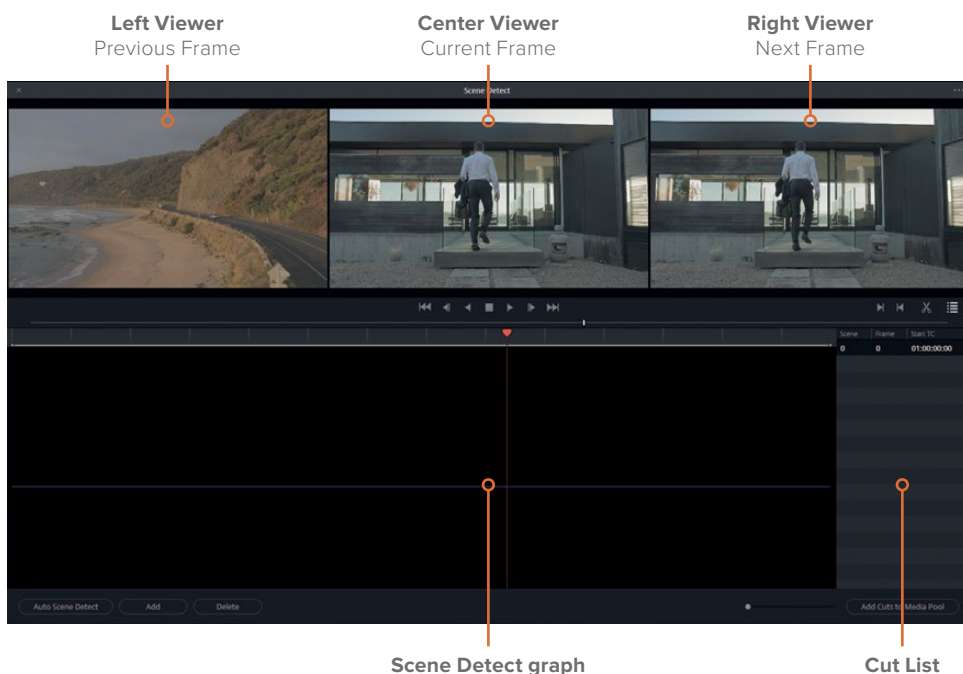 Left Viewer
Previous Frame
Center Viewer
Current Frame
Right Viewer
Next Frame
Scene Detect
Scene Frame Start TC
0 0 01:00:00:00
Auto Scene Detect Add Delete Add Cuts to Media Pool
Scene Detect graph
Cut List